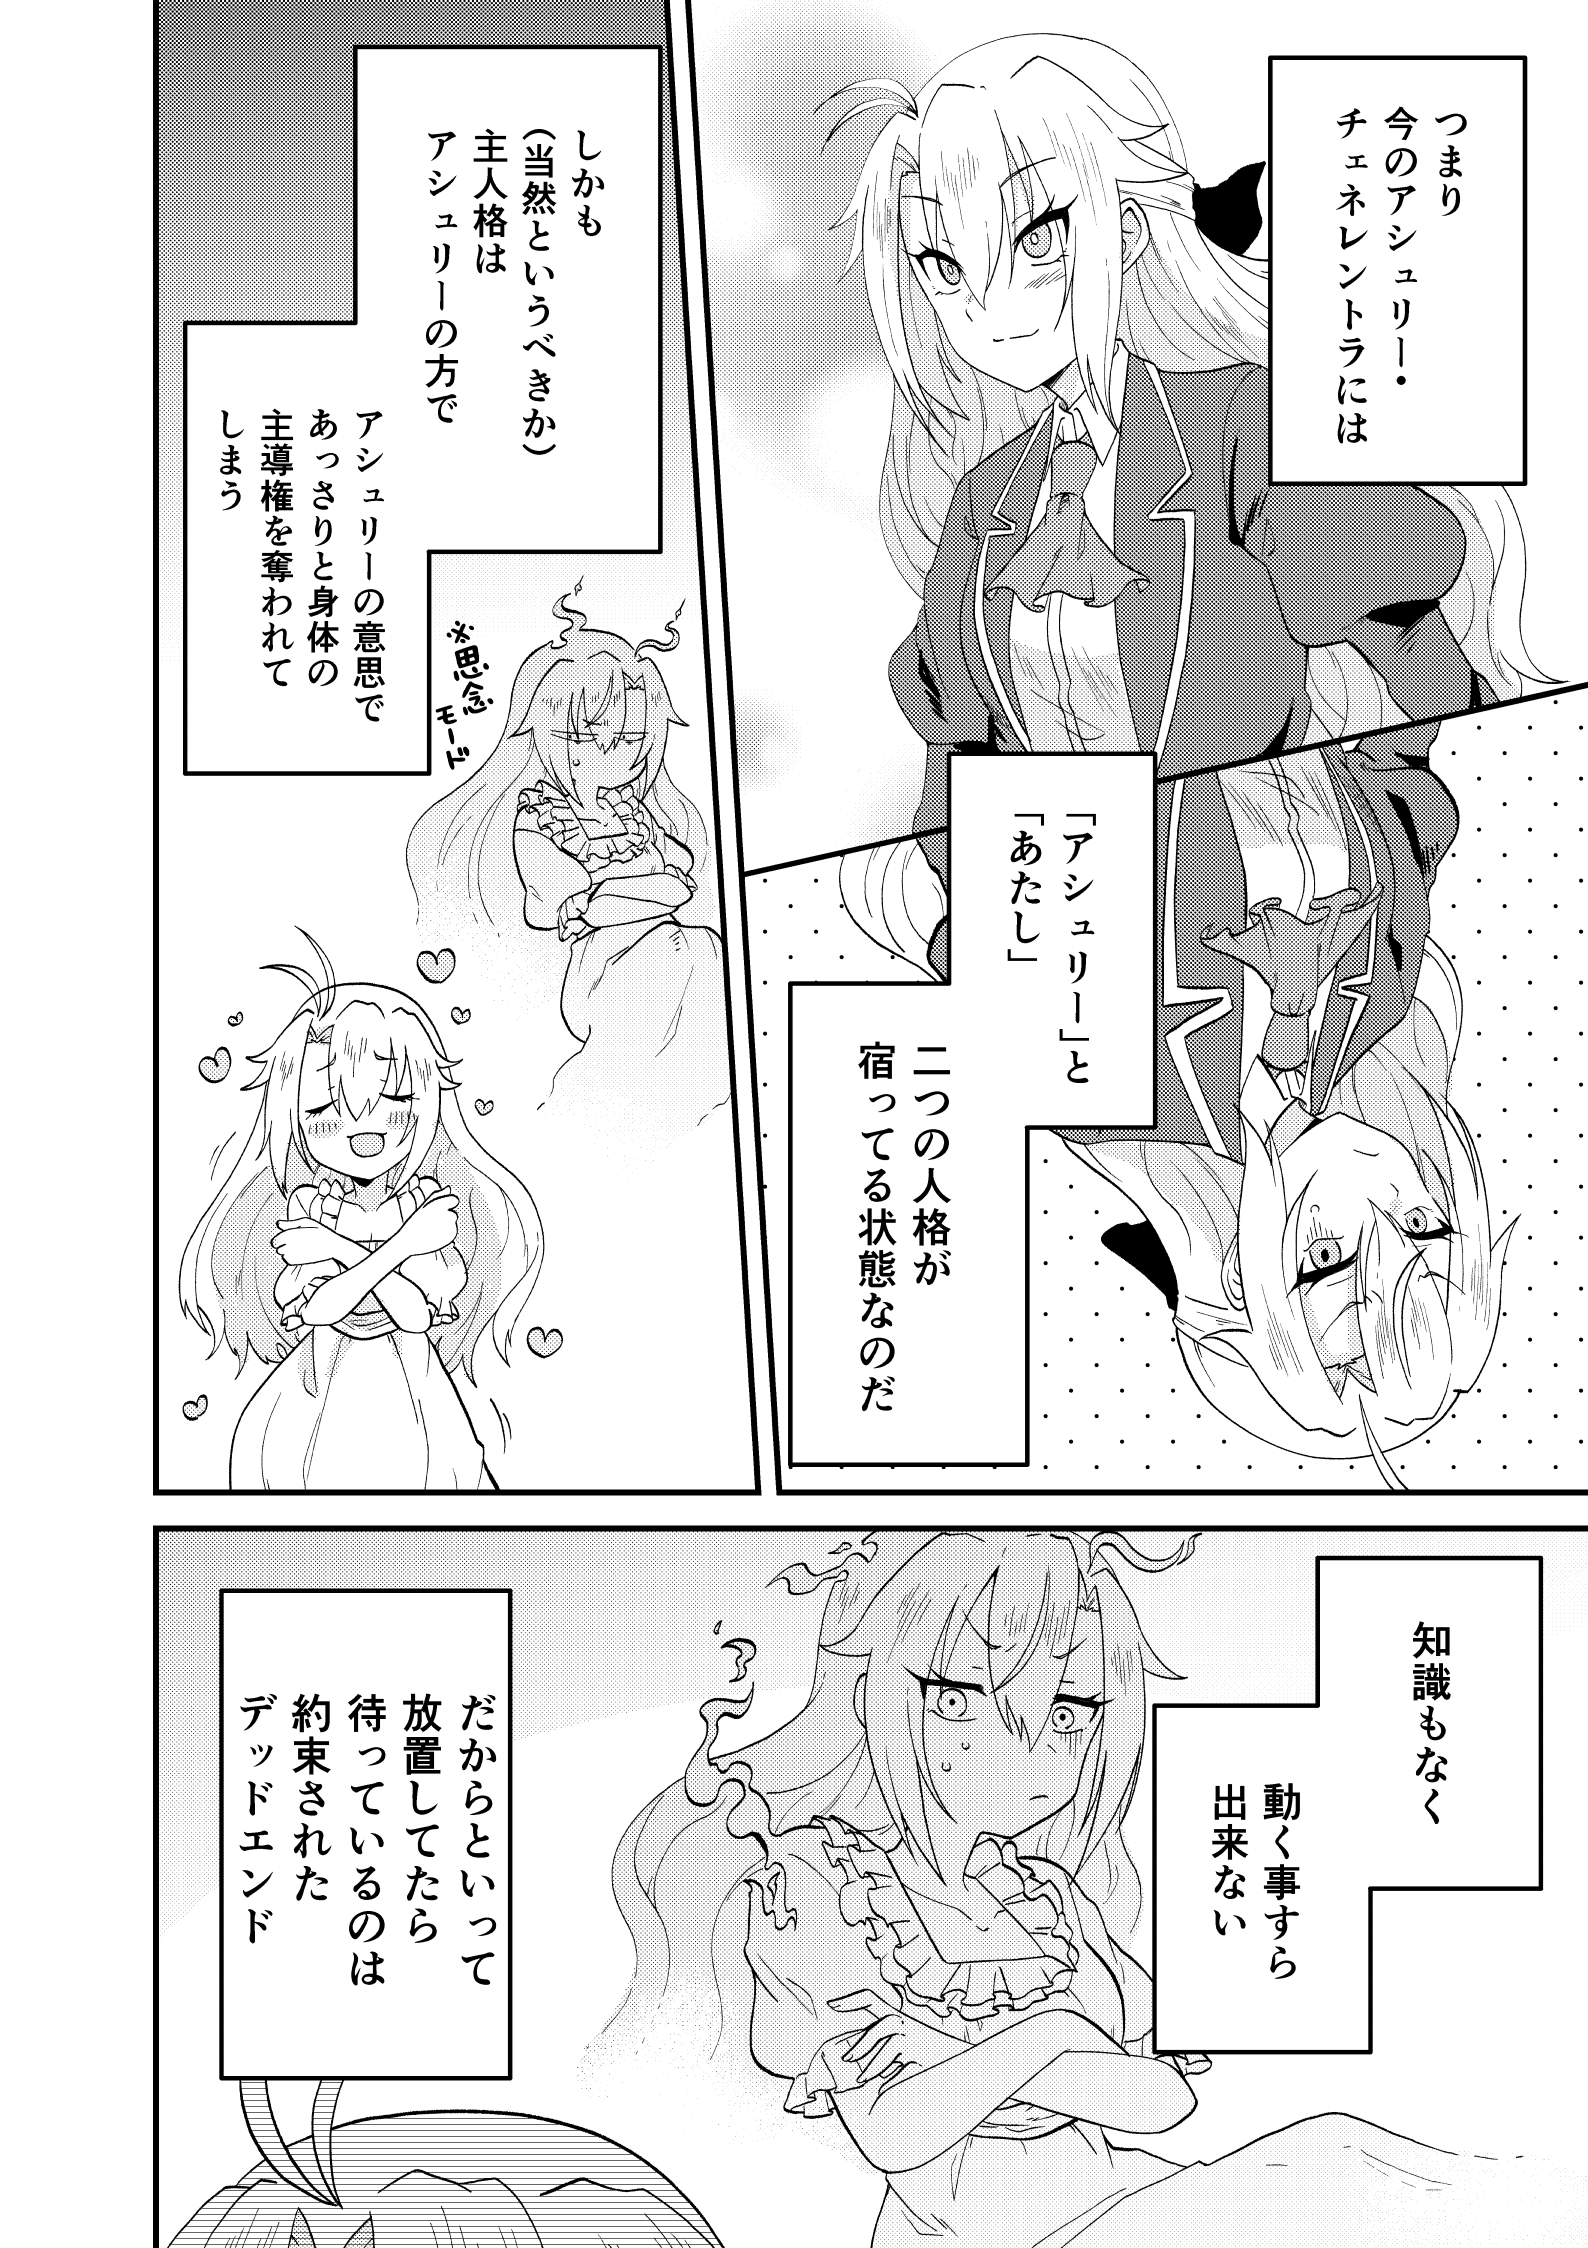 つまり
今のアシュリー・
チェネレントラには
「アシュリー」と
「あたし」
二つの人格が
宿ってる状態なのだ
しかも
(当然というべきか)
主人格は
アシュリーの方で
アシュリーの意思で
あっさりと身体の
主導権を奪われて
しまう
※思念
モード
知識もなく
動く事すら
出来ない
だからといって
放置してたら
待っているのは
約束された
デッドエンド